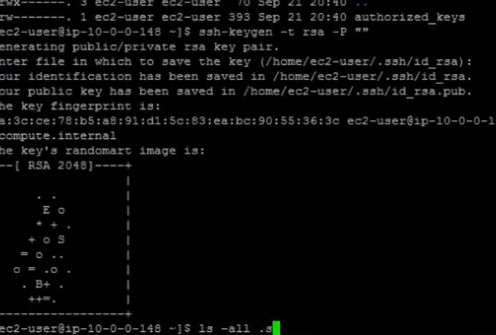 rwx-------. 3 ec2-user ec2-user  70 Sep 21 20:40 ..
rw-------. 1 ec2-user ec2-user 393 Sep 21 20:40 authorized_keys
ec2-user@ip-10-0-0-148 ~]$ ssh-keygen -t rsa -P ""
enerating public/private rsa key pair.
nter file in which to save the key (/home/ec2-user/.ssh/id_rsa):
our identification has been saved in /home/ec2-user/.ssh/id_rsa.
our public key has been saved in /home/ec2-user/.ssh/id_rsa.pub.
he key fingerprint is:
a:3c:ce:78:b5:a8:91:d1:5c:83:ea:bc:90:55:36:3c ec2-user@ip-10-0-0-1
compute.internal
he key's randomart image is:
--[ RSA 2048]----+
|
. . |
E o |
* + . |
+ o S |
= o .. |
o = .o . |
. B+ . |
++=. |
-----------------+
ec2-user@ip-10-0-0-148 ~]$ ls -all .s